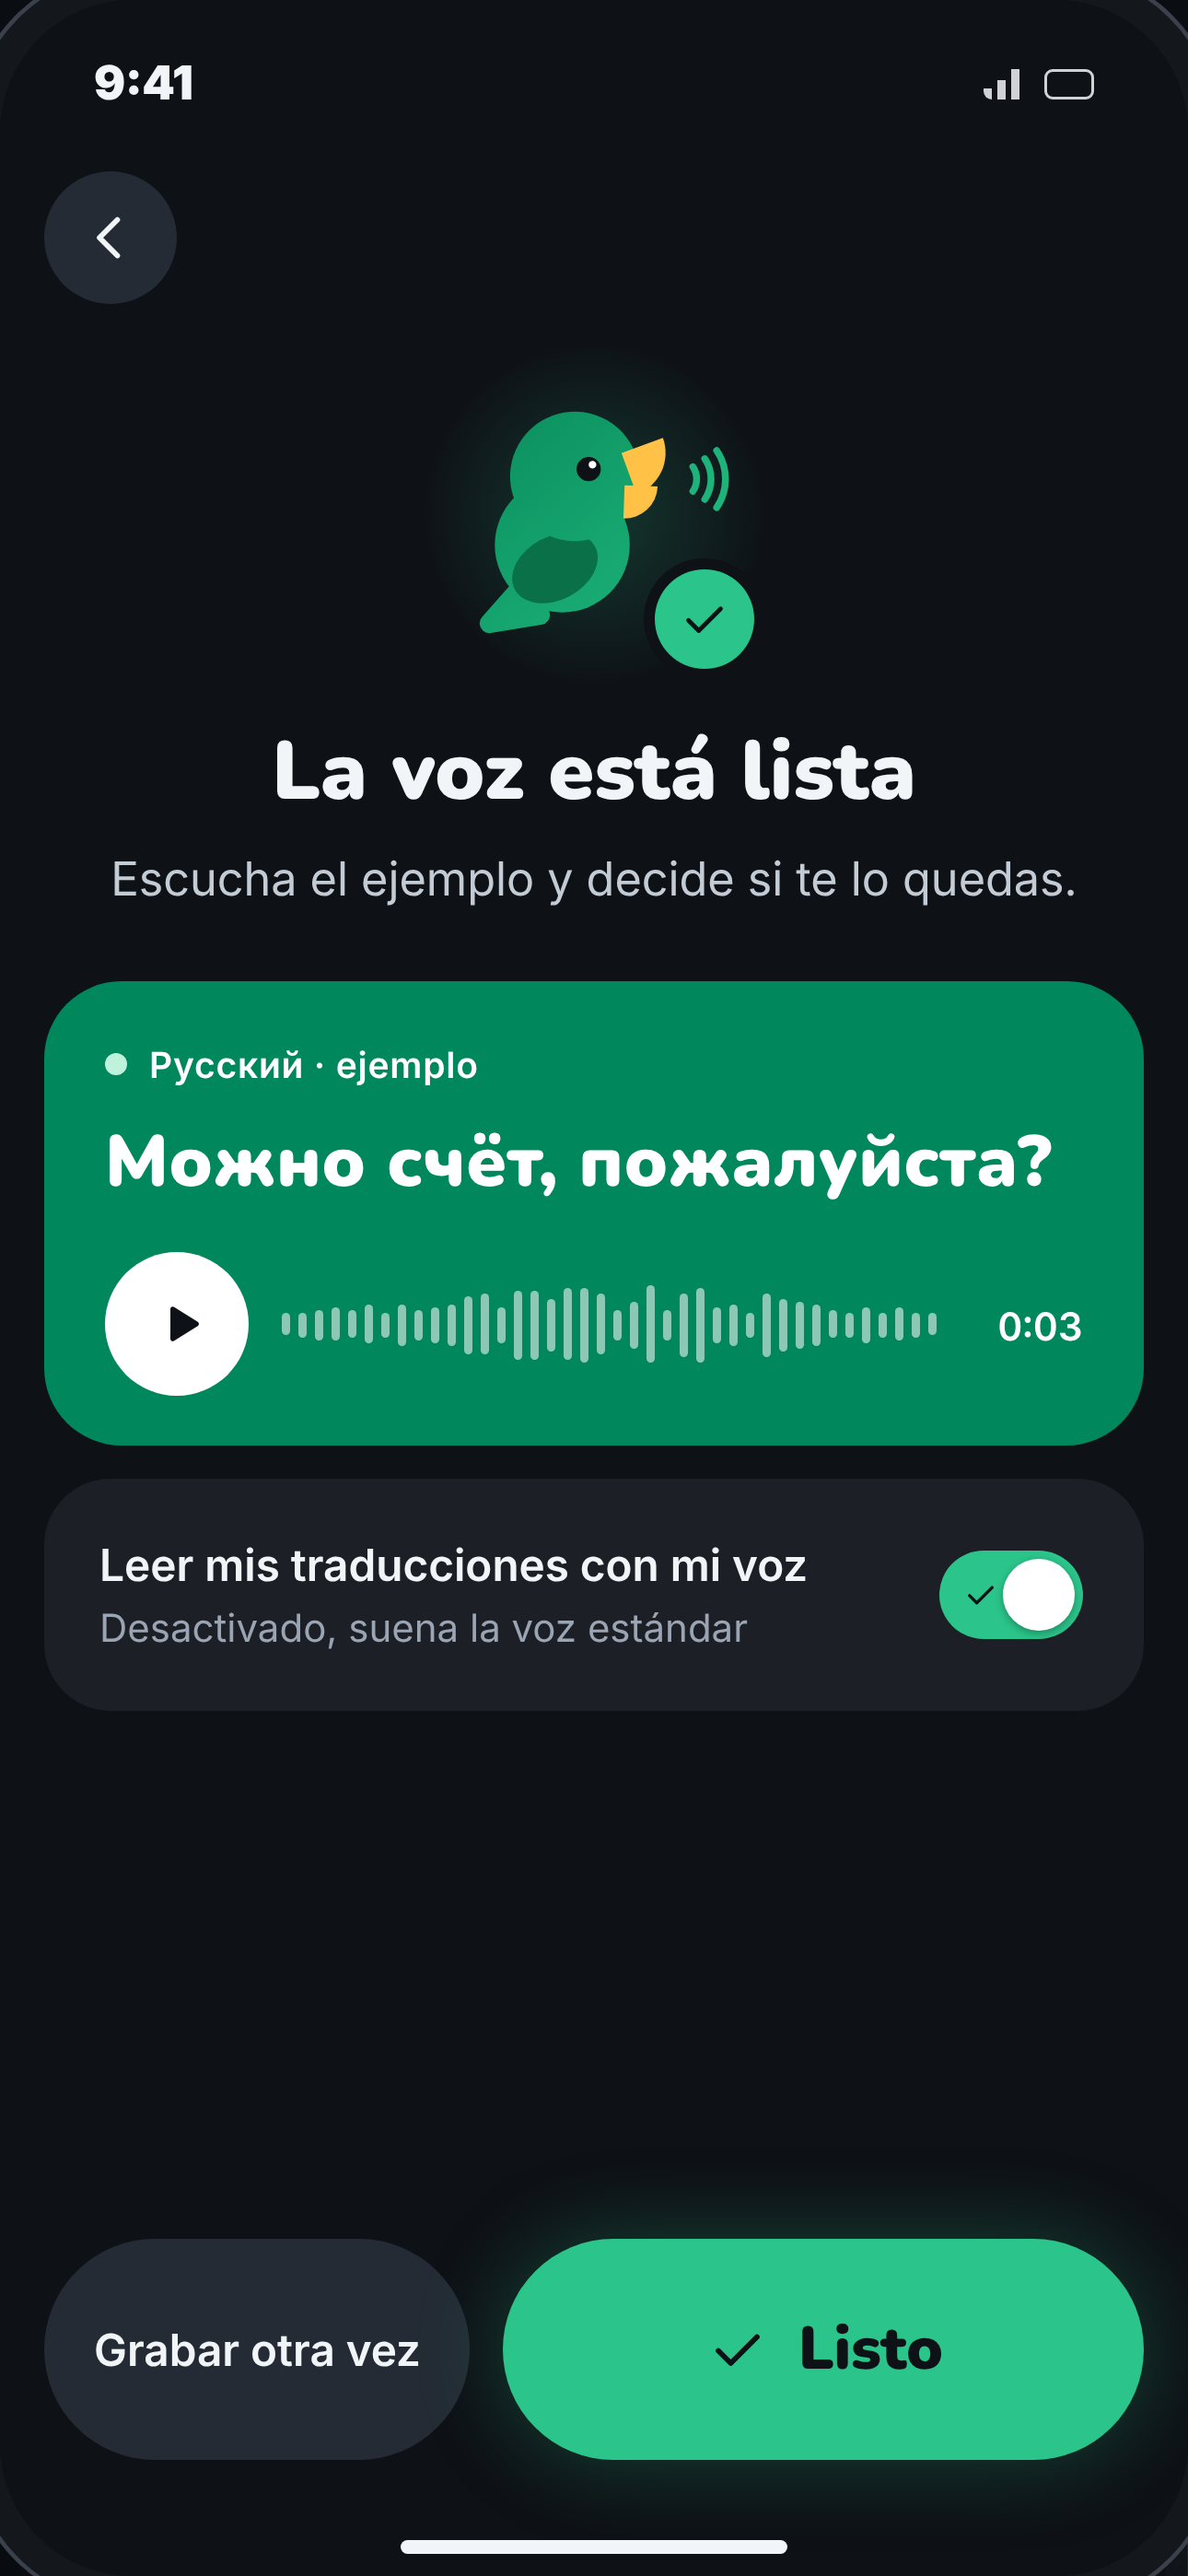 9:41
La voz está lista
Escucha el ejemplo y decide si te lo quedas.
Русский · ejemplo
Можно счёт, пожалуйста?
0:03
Leer mis traducciones con mi voz
Desactivado, suena la voz estándar
Grabar otra vez
Listo